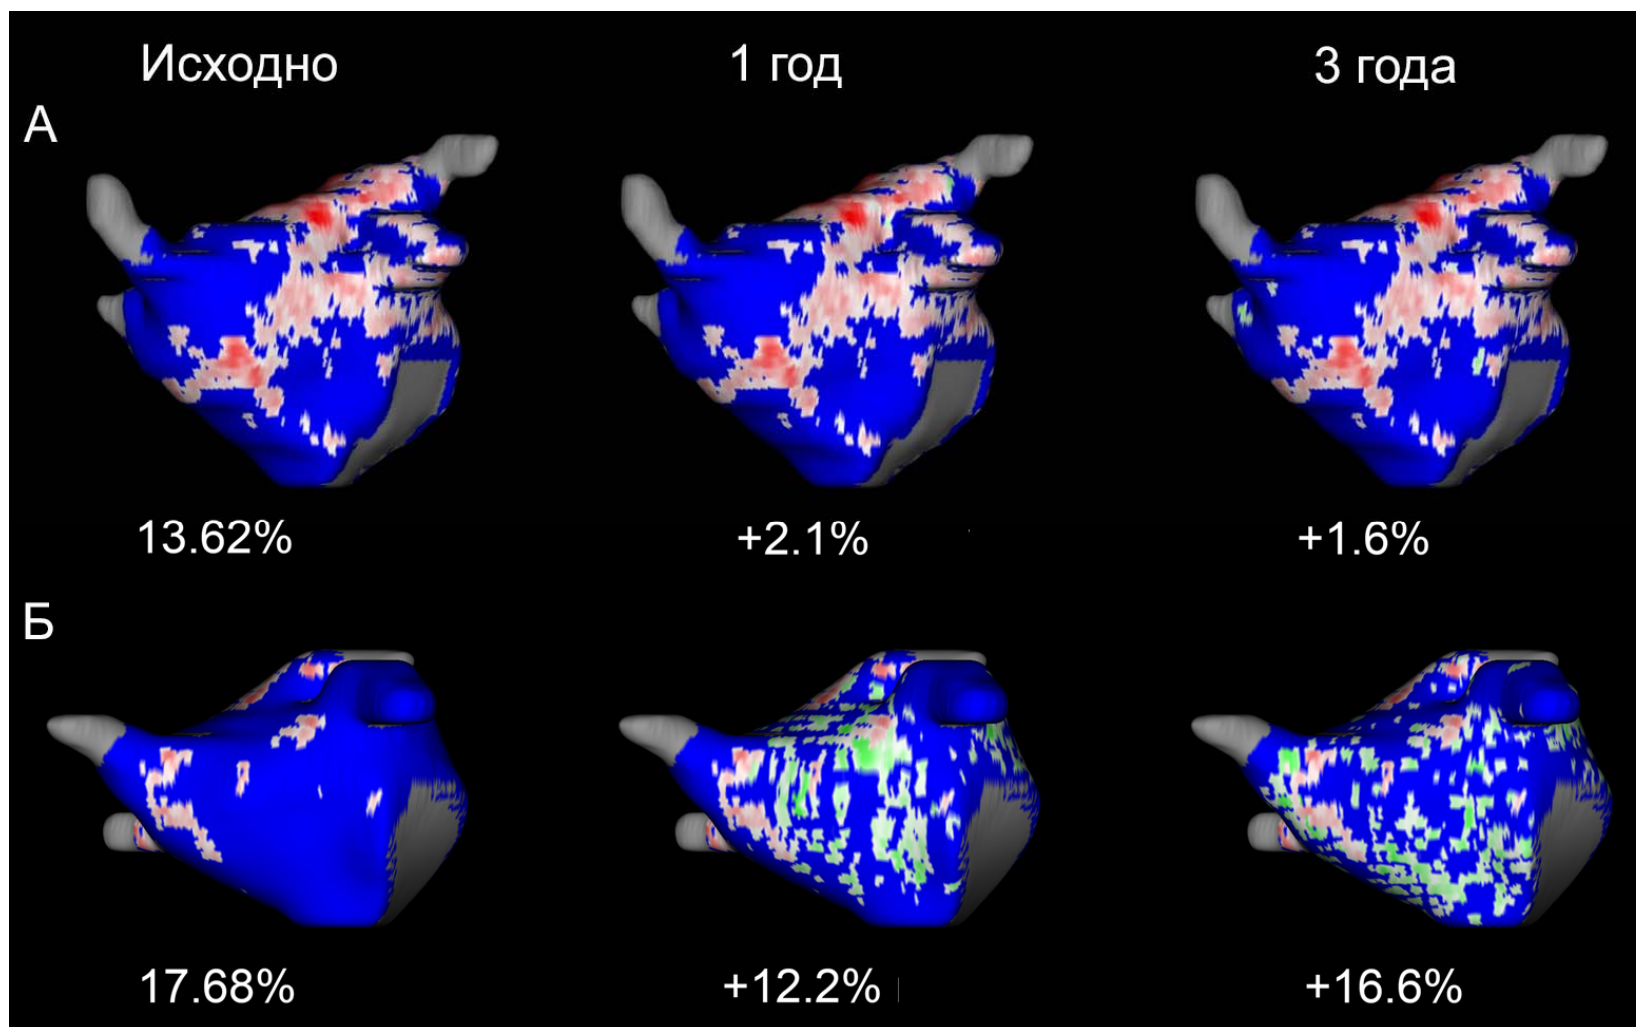 Исходно
1 год
3 года
А
13.62%
+2.1%
+1.6%
Б
17.68%
+12.2%
+16.6%